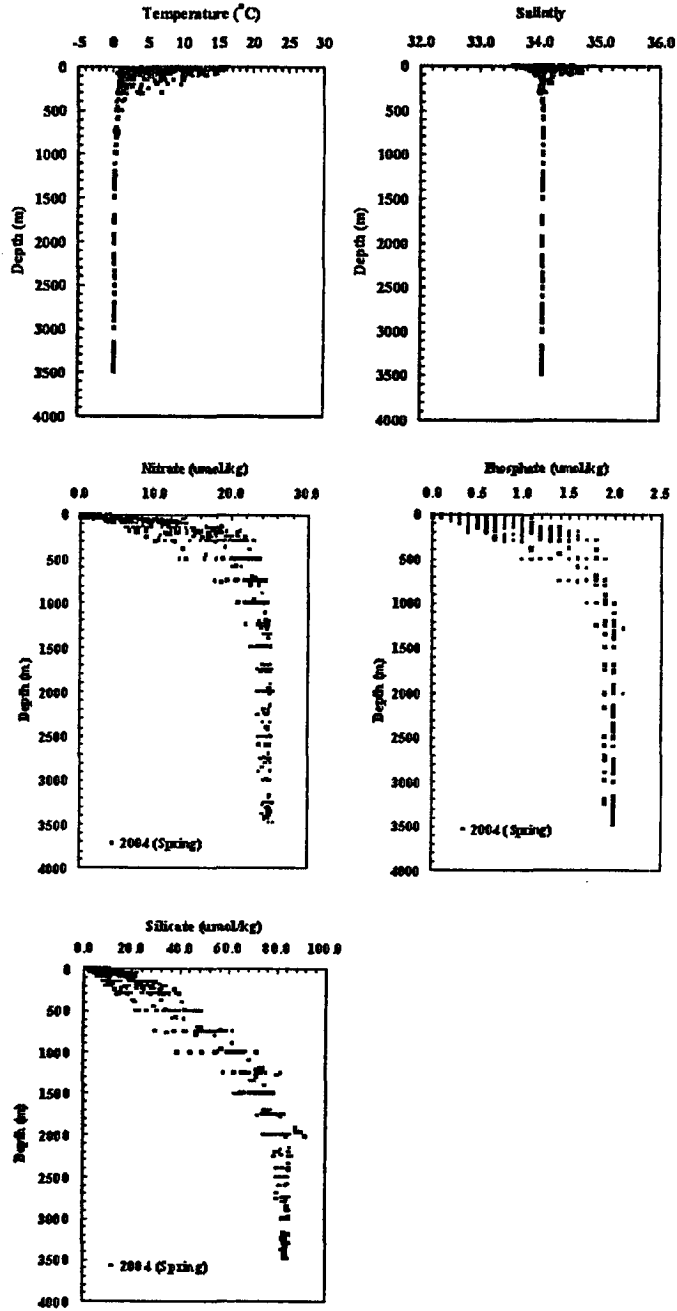 Temperature (°C)
-5 0 5 10 15 20 25 30
0
500
1000
1500
2000
2500
3000
3500
4000
Depth (m)
Salinity
32.0 33.0 34.0 35.0 36.0
0
500
1000
1500
2000
2500
3000
3500
4000
Depth (m)
Nitrate (umol/kg)
0.0 10.0 20.0 30.0
0
500
1000
1500
2000
2500
3000
3500
4000
Depth (m)
2004 (Spring)
Phosphate (umol/kg)
0.0 0.5 1.0 1.5 2.0 2.5
0
500
1000
1500
2000
2500
3000
3500
4000
Depth (m)
2004 (Spring)
Silicate (umol/kg)
0.0 20.0 40.0 60.0 80.0 100.0
0
500
1000
1500
2000
2500
3000
3500
4000
Depth (m)
2004 (Spring)